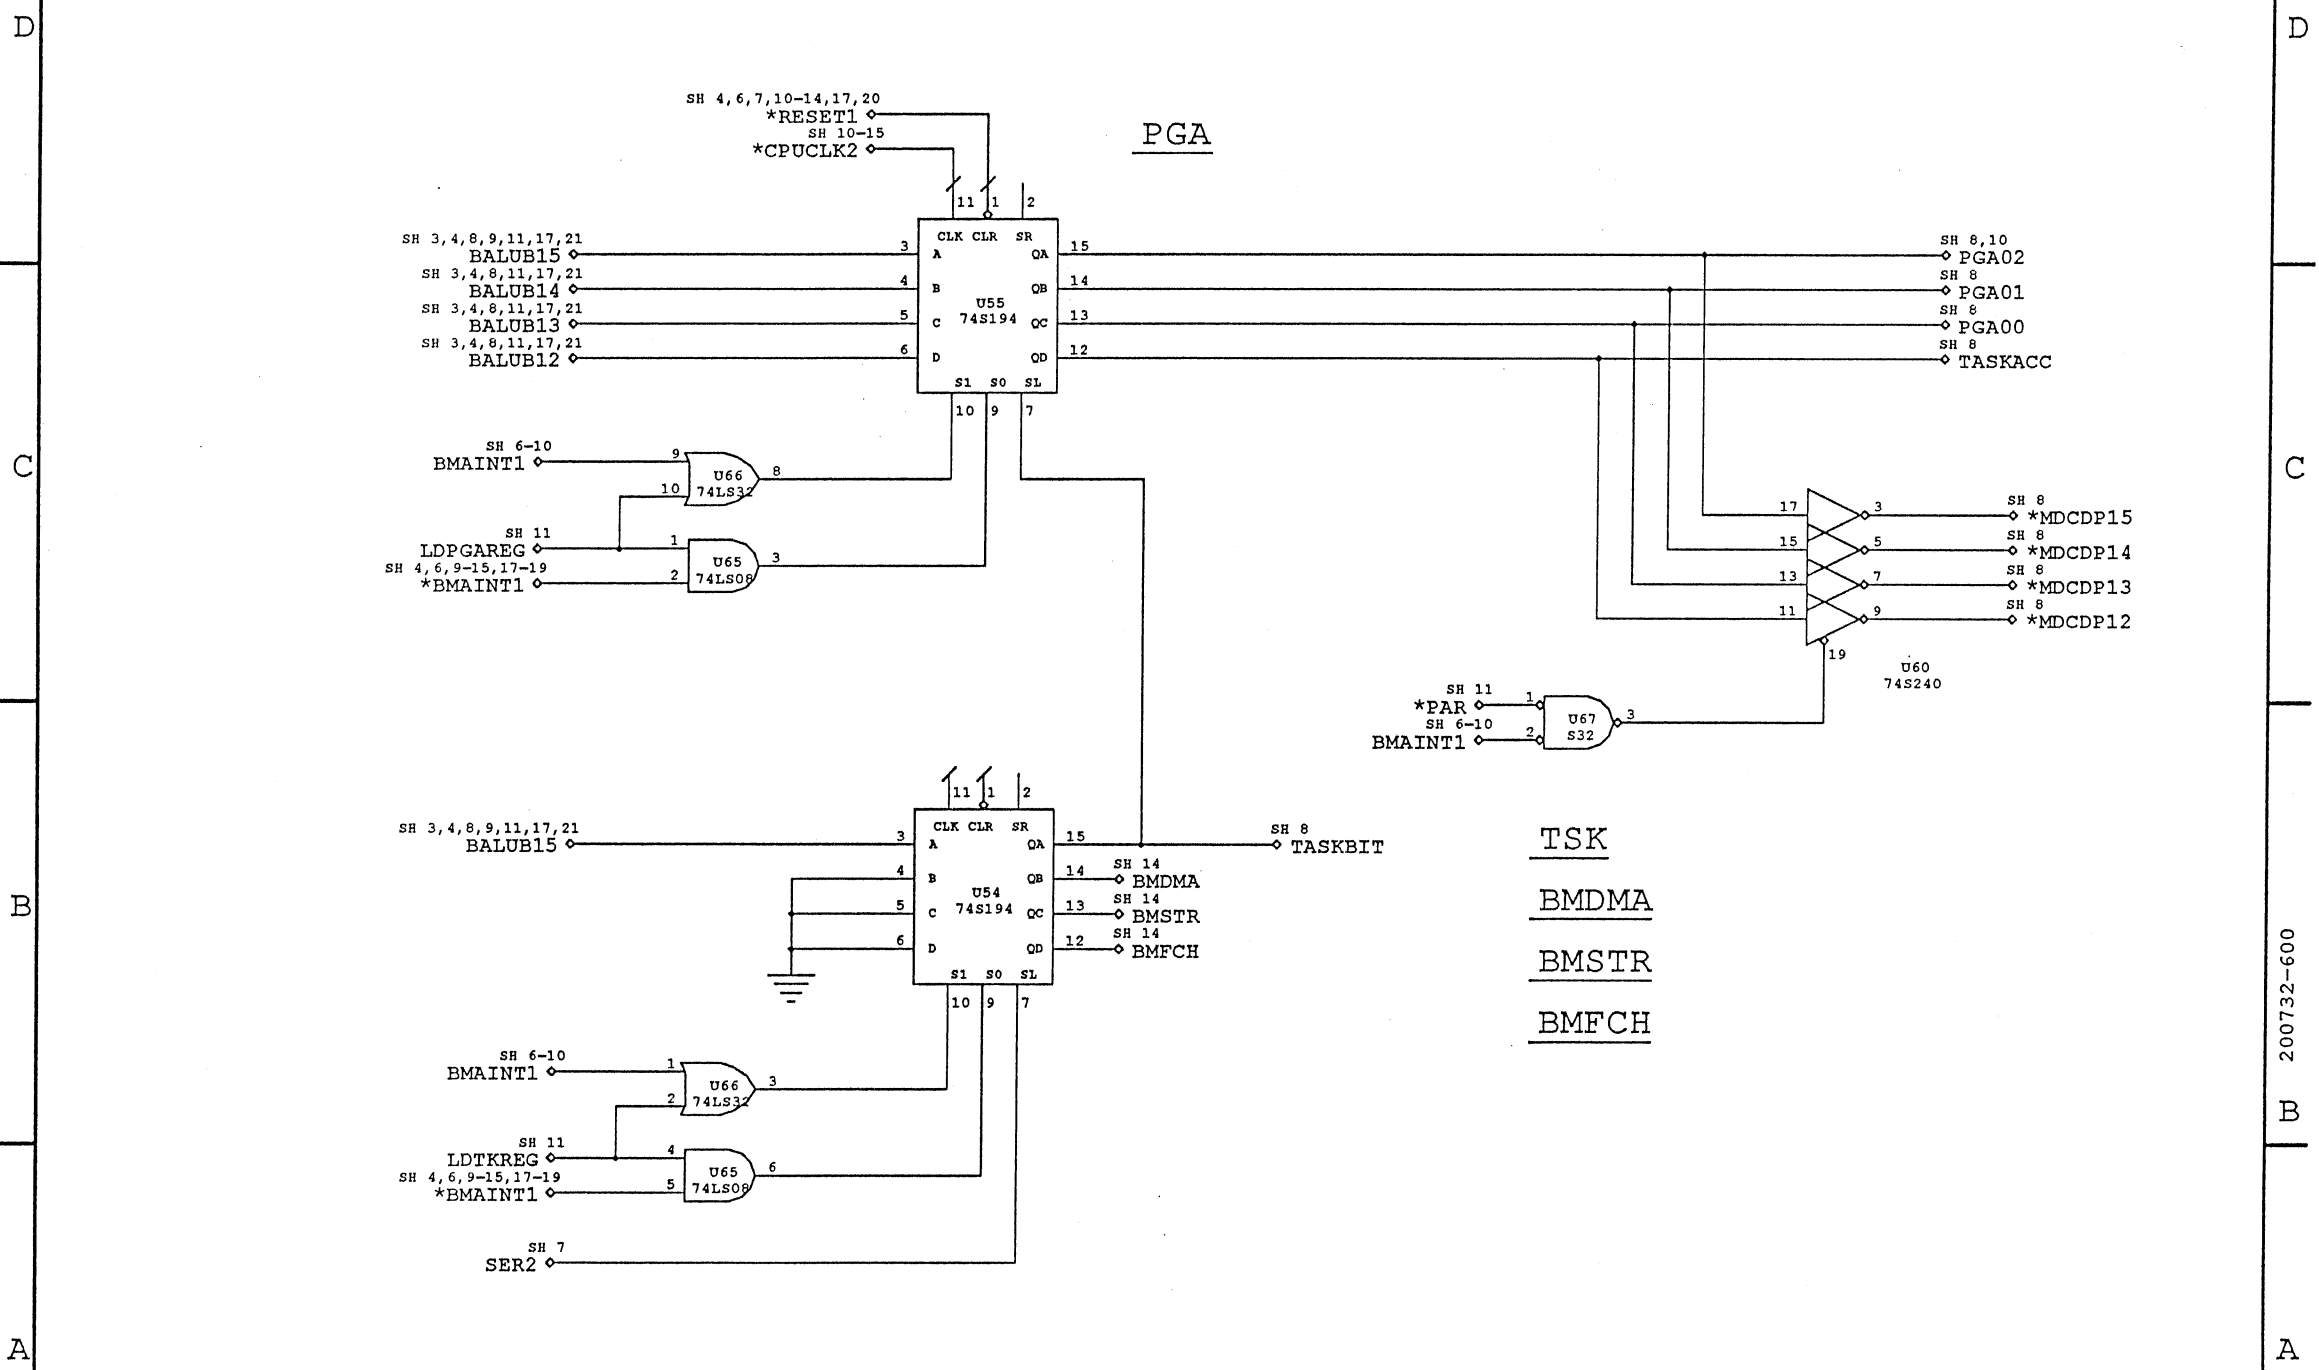 D
D
SH 4,6,7,10-14,17,20
*RESET1
SH 10-15
*CPUCLK2
PGA
11
1
2
CLK CLR SR
SH 3,4,8,9,11,17,21
BALUB15
3
A
QA
15
SH 8,10
PGA02
SH 3,4,8,11,17,21
BALUB14
4
B
QB
14
SH 8
PGA01
U55
74S194
SH 3,4,8,11,17,21
BALUB13
5
C
QC
13
SH 8
PGA00
SH 3,4,8,11,17,21
BALUB12
6
D
QD
12
SH 8
TASKACC
S1 S0 SL
10
9
7
C
C
SH 6-10
BMAINT1
9
10
U66
74LS32
8
SH 11
LDPGAREG
1
SH 4,6,9-15,17-19
*BMAINT1
2
U65
74LS08
3
17
3
SH 8
*MDCDP15
15
5
SH 8
*MDCDP14
13
7
SH 8
*MDCDP13
11
9
SH 8
*MDCDP12
19
U60
74S240
SH 11
*PAR
1
SH 6-10
BMAINT1
2
U67
S32
3
11
1
2
CLK CLR SR
SH 3,4,8,9,11,17,21
BALUB15
3
A
QA
15
SH 8
TASKBIT
4
B
QB
14
SH 14
BMDMA
U54
74S194
5
C
QC
13
SH 14
BMSTR
6
D
QD
12
SH 14
BMFCH
S1 S0 SL
10
9
7
TSK
BMDMA
BMSTR
BMFCH
B
200732-600
B
SH 6-10
BMAINT1
1
2
U66
74LS32
3
SH 11
LDTKREG
4
SH 4,6,9-15,17-19
*BMAINT1
5
U65
74LS08
6
SH 7
SER2
A
A